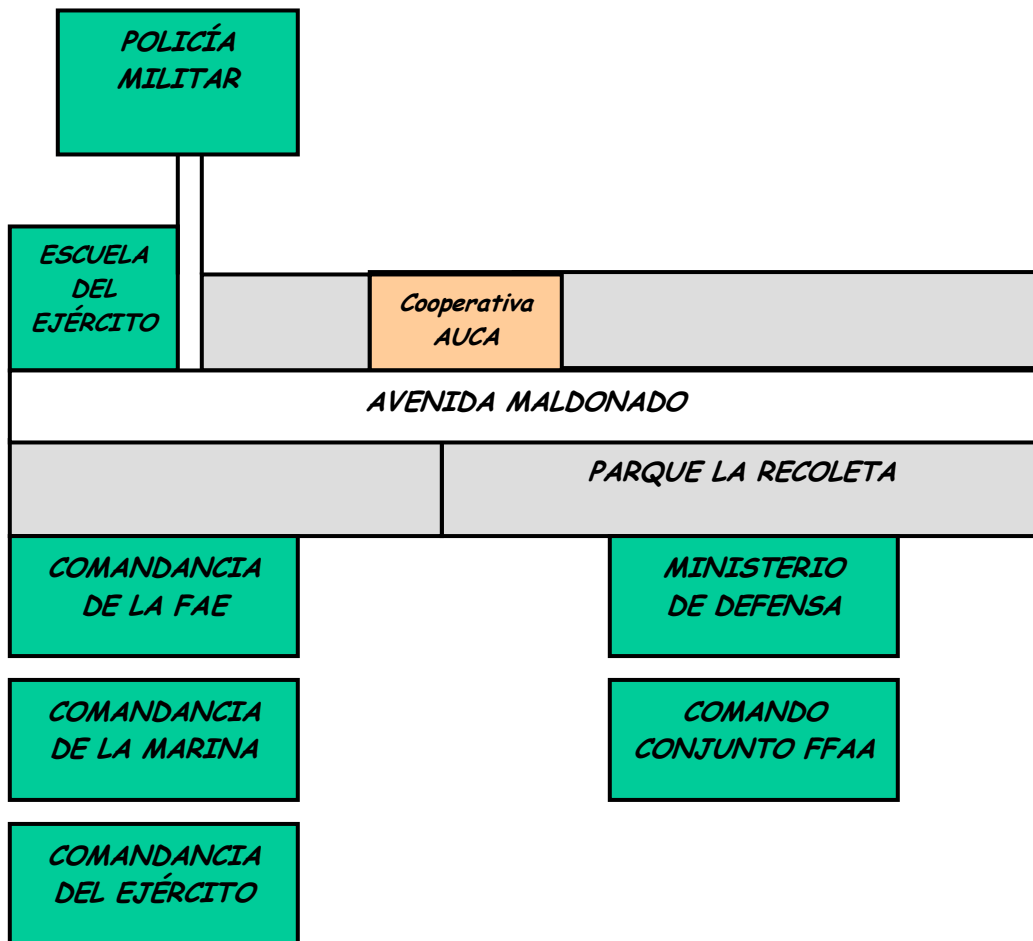 POLICÍA
MILITAR
ESCUELA
DEL
EJÉRCITO
Cooperativa
AUCA
AVENIDA MALDONADO
PARQUE LA RECOLETA
COMANDANCIA
DE LA FAE
MINISTERIO
DE DEFENSA
COMANDANCIA
DE LA MARINA
COMANDO
CONJUNTO FFAA
COMANDANCIA
DEL EJÉRCITO